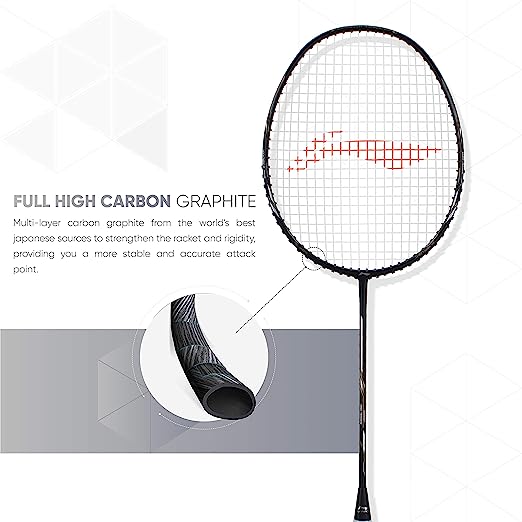 FULL HIGH CARBON GRAPHITE
Multi-layer carbon graphite from the world's best
japanese sources to strengthen the racket and rigidity,
providing you a more stable and accurate attack
point.